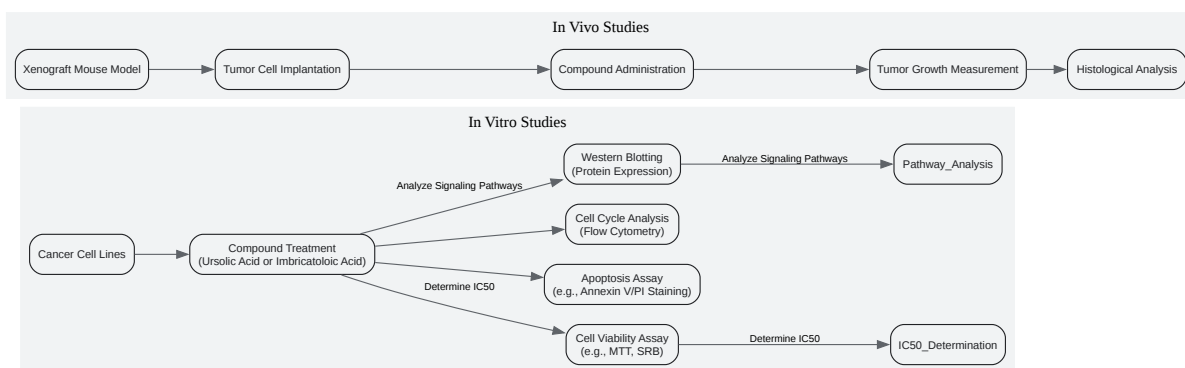 In Vivo Studies
Xenograft Mouse Model
Tumor Cell Implantation
Compound Administration
Tumor Growth Measurement
Histological Analysis
In Vitro Studies
Western Blotting
(Protein Expression)
Analyze Signaling Pathways
Pathway_Analysis
Analyze Signaling Pathways
Cell Cycle Analysis
(Flow Cytometry)
Cancer Cell Lines
Compound Treatment
(Ursolic Acid or Imbricatoloic Acid)
Apoptosis Assay
(e.g., Annexin V/PI Staining)
Determine IC50
Cell Viability Assay
(e.g., MTT, SRB)
Determine IC50
IC50_Determination